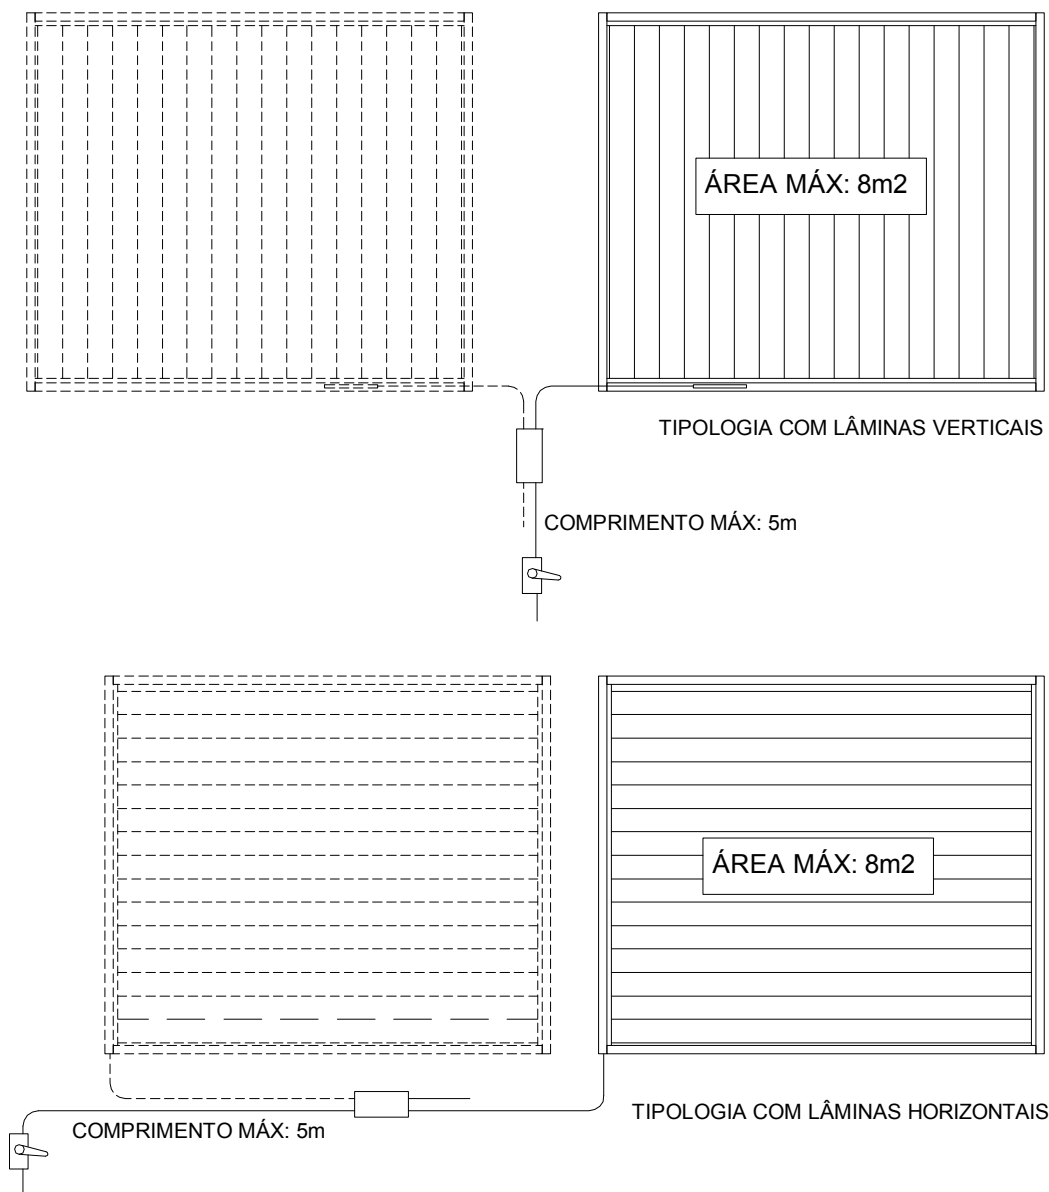 ÁREA MÁX: 8m2
TIPOLOGIA COM LÂMINAS VERTICAIS
COMPRIMENTO MÁX: 5m
ÁREA MÁX: 8m2
TIPOLOGIA COM LÂMINAS HORIZONTAIS
COMPRIMENTO MÁX: 5m